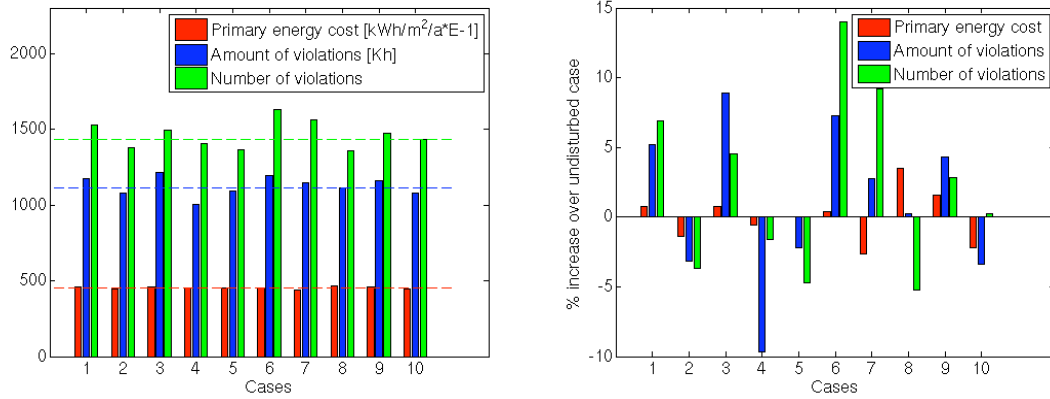 2000
1500
1000
500
0
Primary energy cost [kWh/m²/a*E-1]
Amount of violations [Kh]
Number of violations
1 2 3 4 5 6 7 8 9 10
Cases
% increase over undisturbed case
15
10
5
0
-5
-10
Primary energy cost
Amount of violations
Number of violations
1 2 3 4 5 6 7 8 9 10
Cases